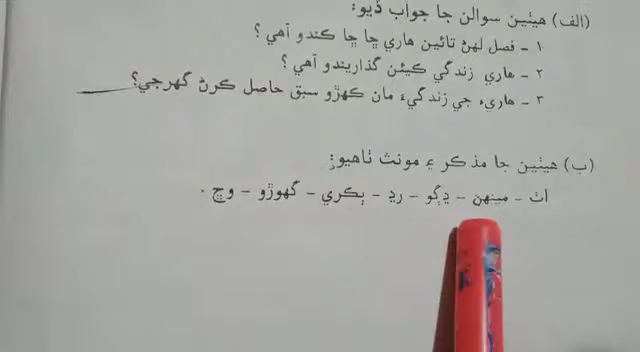 (الف) هيٺين سوالن جا جواب ڏيو:
١ - فصل لهڻ تائين هاري ڇا ڇا ڪندو آهي؟
٢ - هاري زندگي ڪيئن گذاريندو آهي؟
٣ - هاريءَ جي زندگيءَ مان ڪهڙو سبق حاصل ڪرڻ گهرجي؟
(ب) هيٺين جا مذڪر ۽ مونث ٺاهيو:
اٺ - مينهن - ڍڳو - رڍ - ٻڪري - گهوڙو - وڇ .